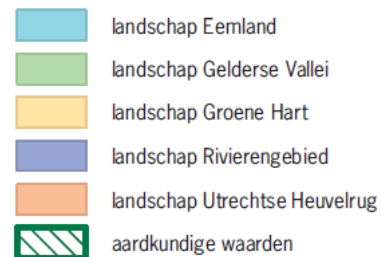 landschap Eemland
landschap Gelderse Vallei
landschap Groene Hart
landschap Rivierengebied
landschap Utrechtse Heuvelrug
aardkundige waarden